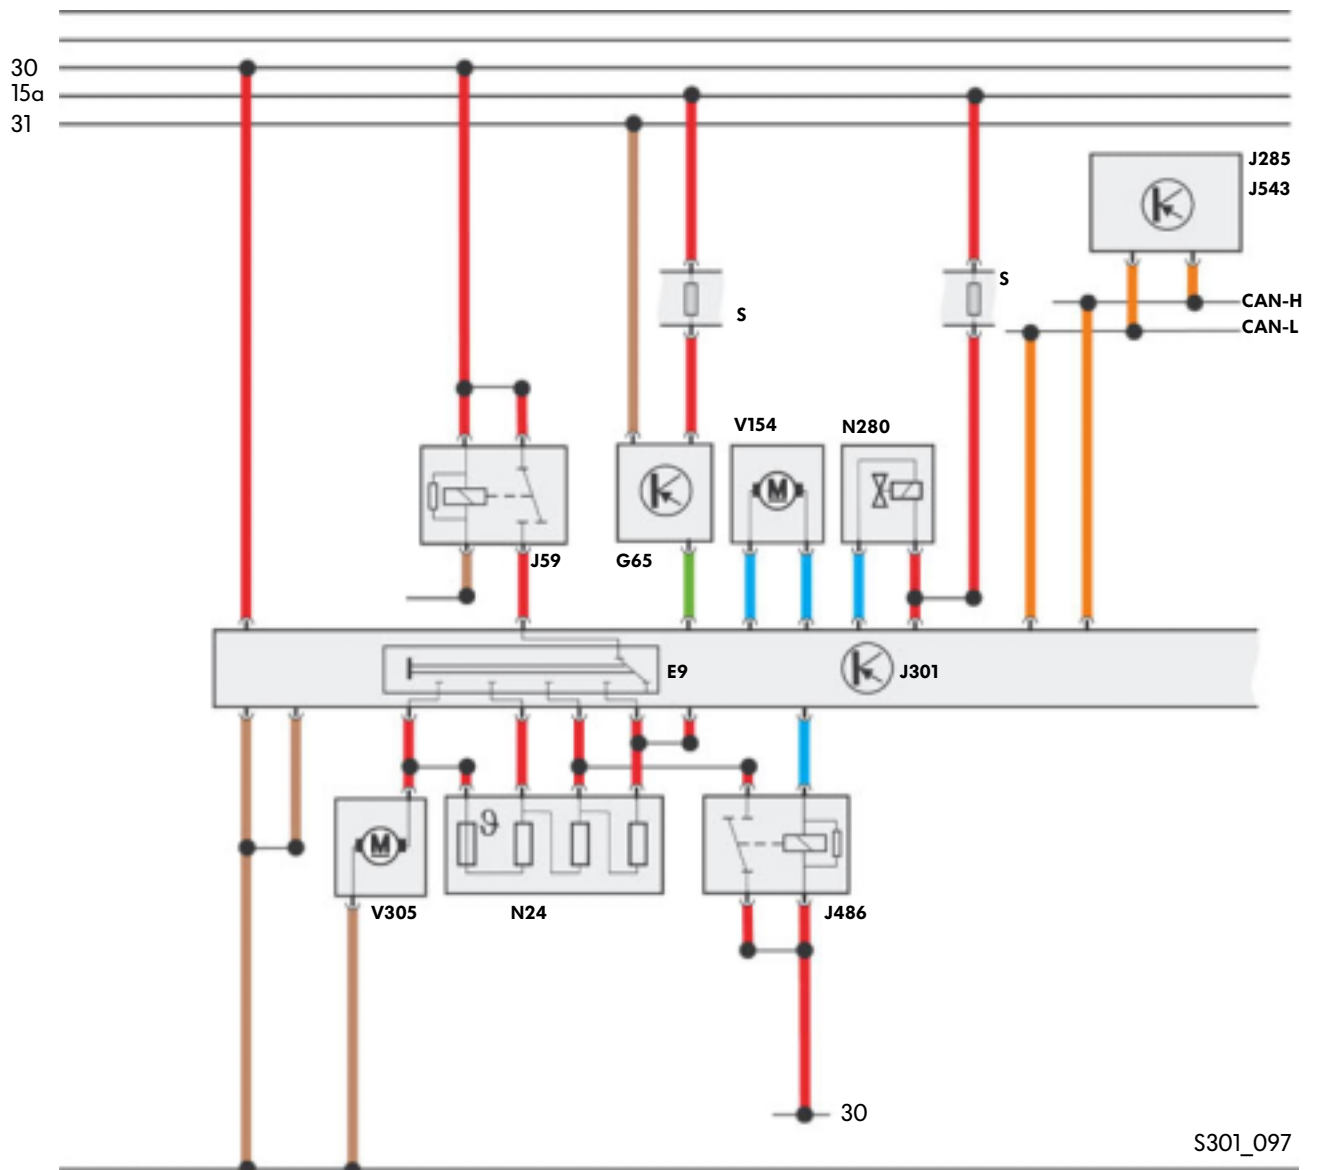 30
15a
31
J285
J543
S
S
CAN-H
CAN-L
V154
N280
M
J59
G65
E9
J301
M
ϑ
V305
N24
J486
30
S301_097